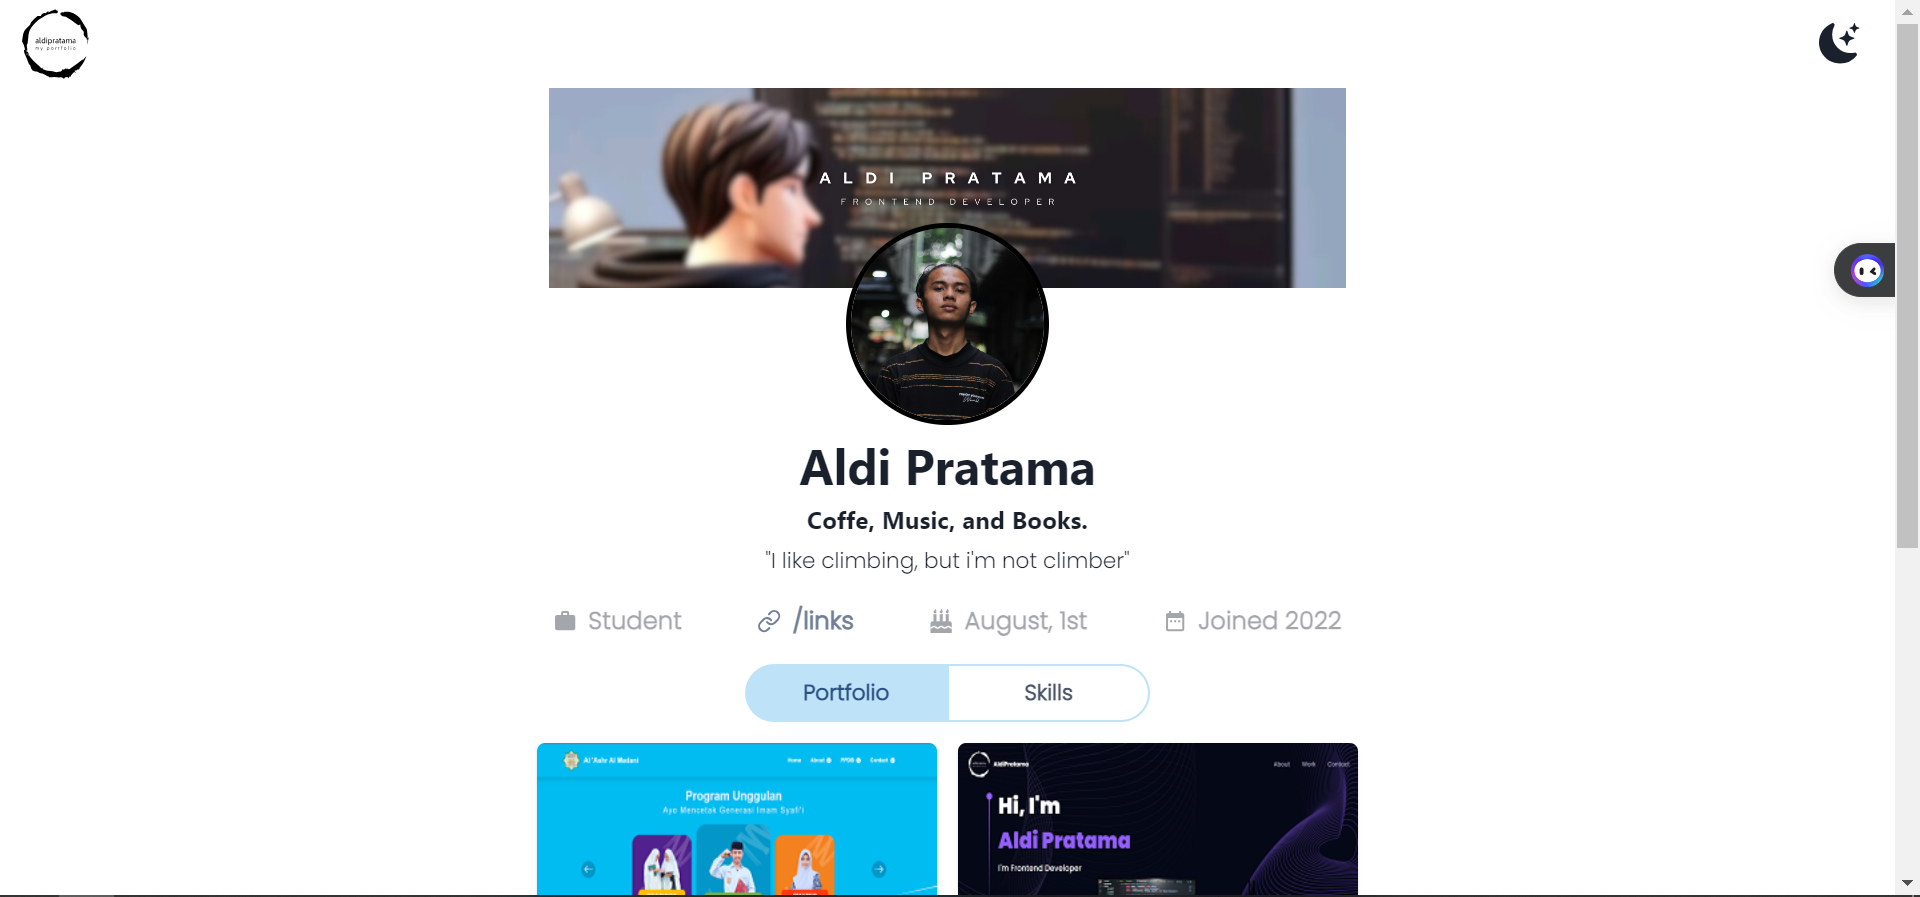 aldipratama
my portfolio
ALDI PRATAMA
FRONTEND DEVELOPER
Aldi Pratama
Coffe, Music, and Books.
"I like climbing, but i'm not climber"
Student
/links
August, 1st
Joined 2022
Portfolio
Skills
Al 'Ashr Al Madani
Home About PPDB Contact
Program Unggulan
Ayo Mencetak Generasi Imam Syafi'i
AldiPratama
About Work Contact
Hi, I'm
Aldi Pratama
I'm Frontend Developer